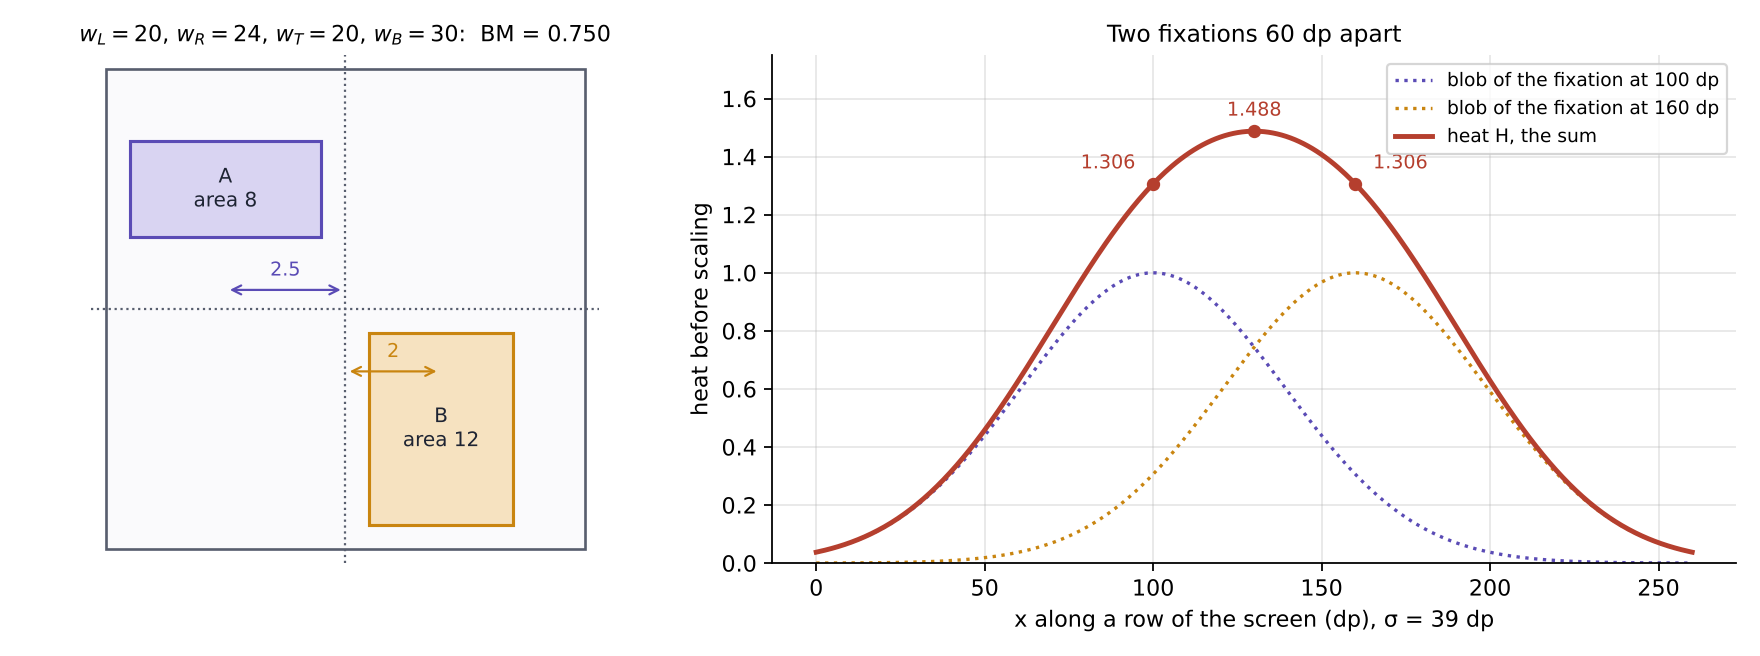 w_L = 20, w_R = 24, w_T = 20, w_B = 30:  BM = 0.750
A
area 8
2.5
2
B
area 12
Two fixations 60 dp apart
blob of the fixation at 100 dp
blob of the fixation at 160 dp
heat H, the sum
1.488
1.306
1.306
heat before scaling
1.6
1.4
1.2
1.0
0.8
0.6
0.4
0.2
0.0
0
50
100
150
200
250
x along a row of the screen (dp), σ = 39 dp